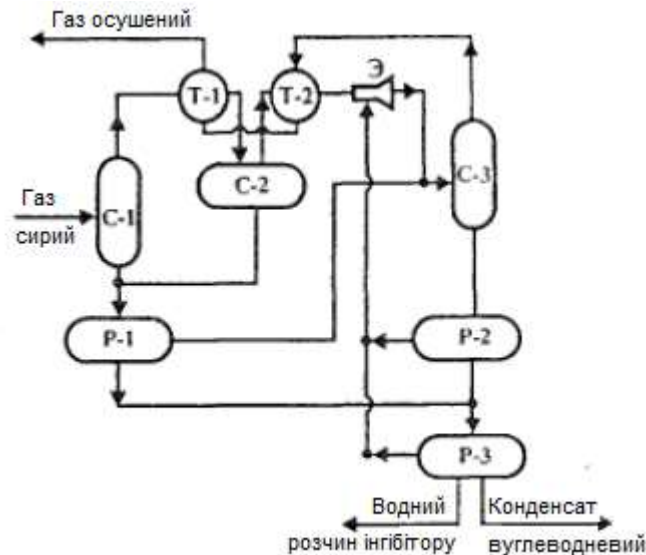 Газ осушений
Э
Т-1
Т-2
С-2
С-3
Газ
сирий
С-1
Р-1
Р-2
Р-3
Водний
розчин інгібітору
Конденсат
вуглеводневий